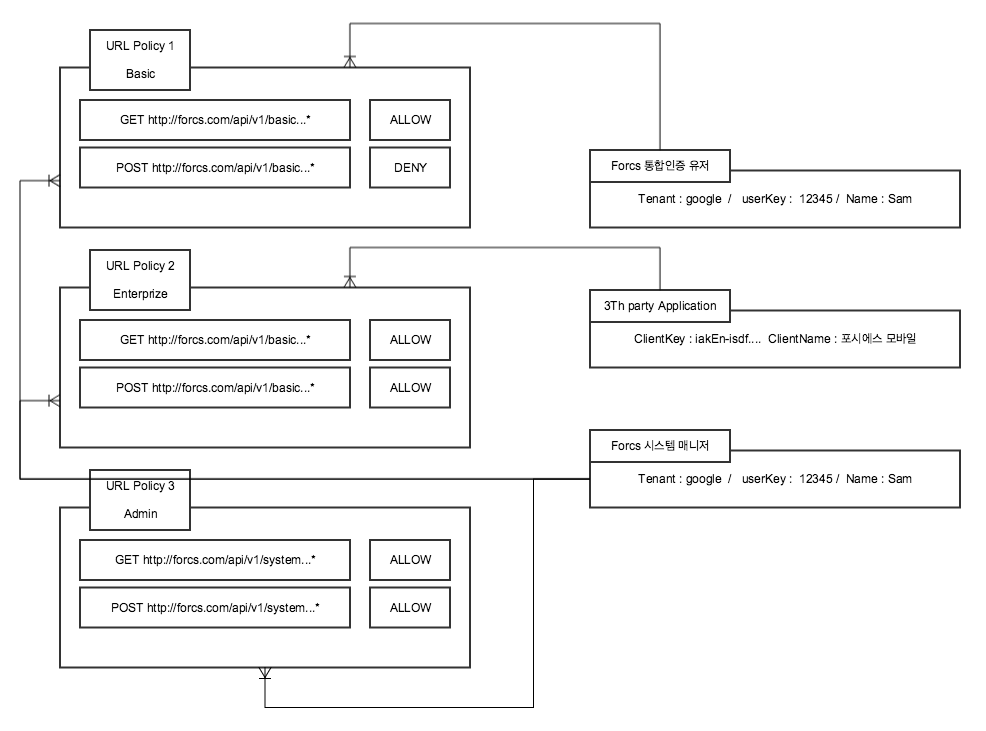 URL Policy 1
Basic
GET http://forcs.com/api/v1/basic...*
ALLOW
POST http://forcs.com/api/v1/basic...*
DENY
Forcs 통합인증 유저
Tenant : google / userKey : 12345 / Name : Sam
URL Policy 2
Enterprize
GET http://forcs.com/api/v1/basic...*
ALLOW
POST http://forcs.com/api/v1/basic...*
ALLOW
3Th party Application
ClientKey : iakEn-isdf.... ClientName : 포시에스 모바일
Forcs 시스템 매니저
Tenant : google / userKey : 12345 / Name : Sam
URL Policy 3
Admin
GET http://forcs.com/api/v1/system...*
ALLOW
POST http://forcs.com/api/v1/system...*
ALLOW